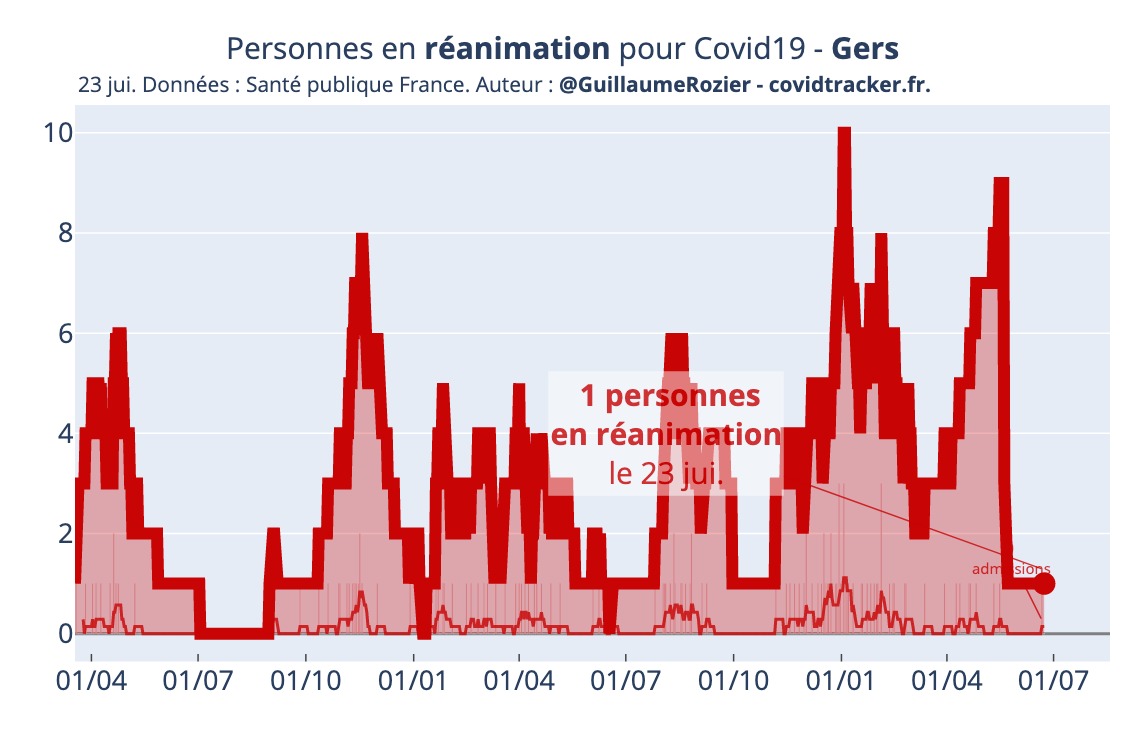 Personnes en réanimation pour Covid19 - Gers
23 jui. Données : Santé publique France. Auteur : @GuillaumeRozier - covidtracker.fr.
10
8
6
4
2
0
1 personnes
en réanimation
le 23 jui.
admissions
01/04 01/07 01/10 01/01 01/04 01/07 01/10 01/01 01/04 01/07